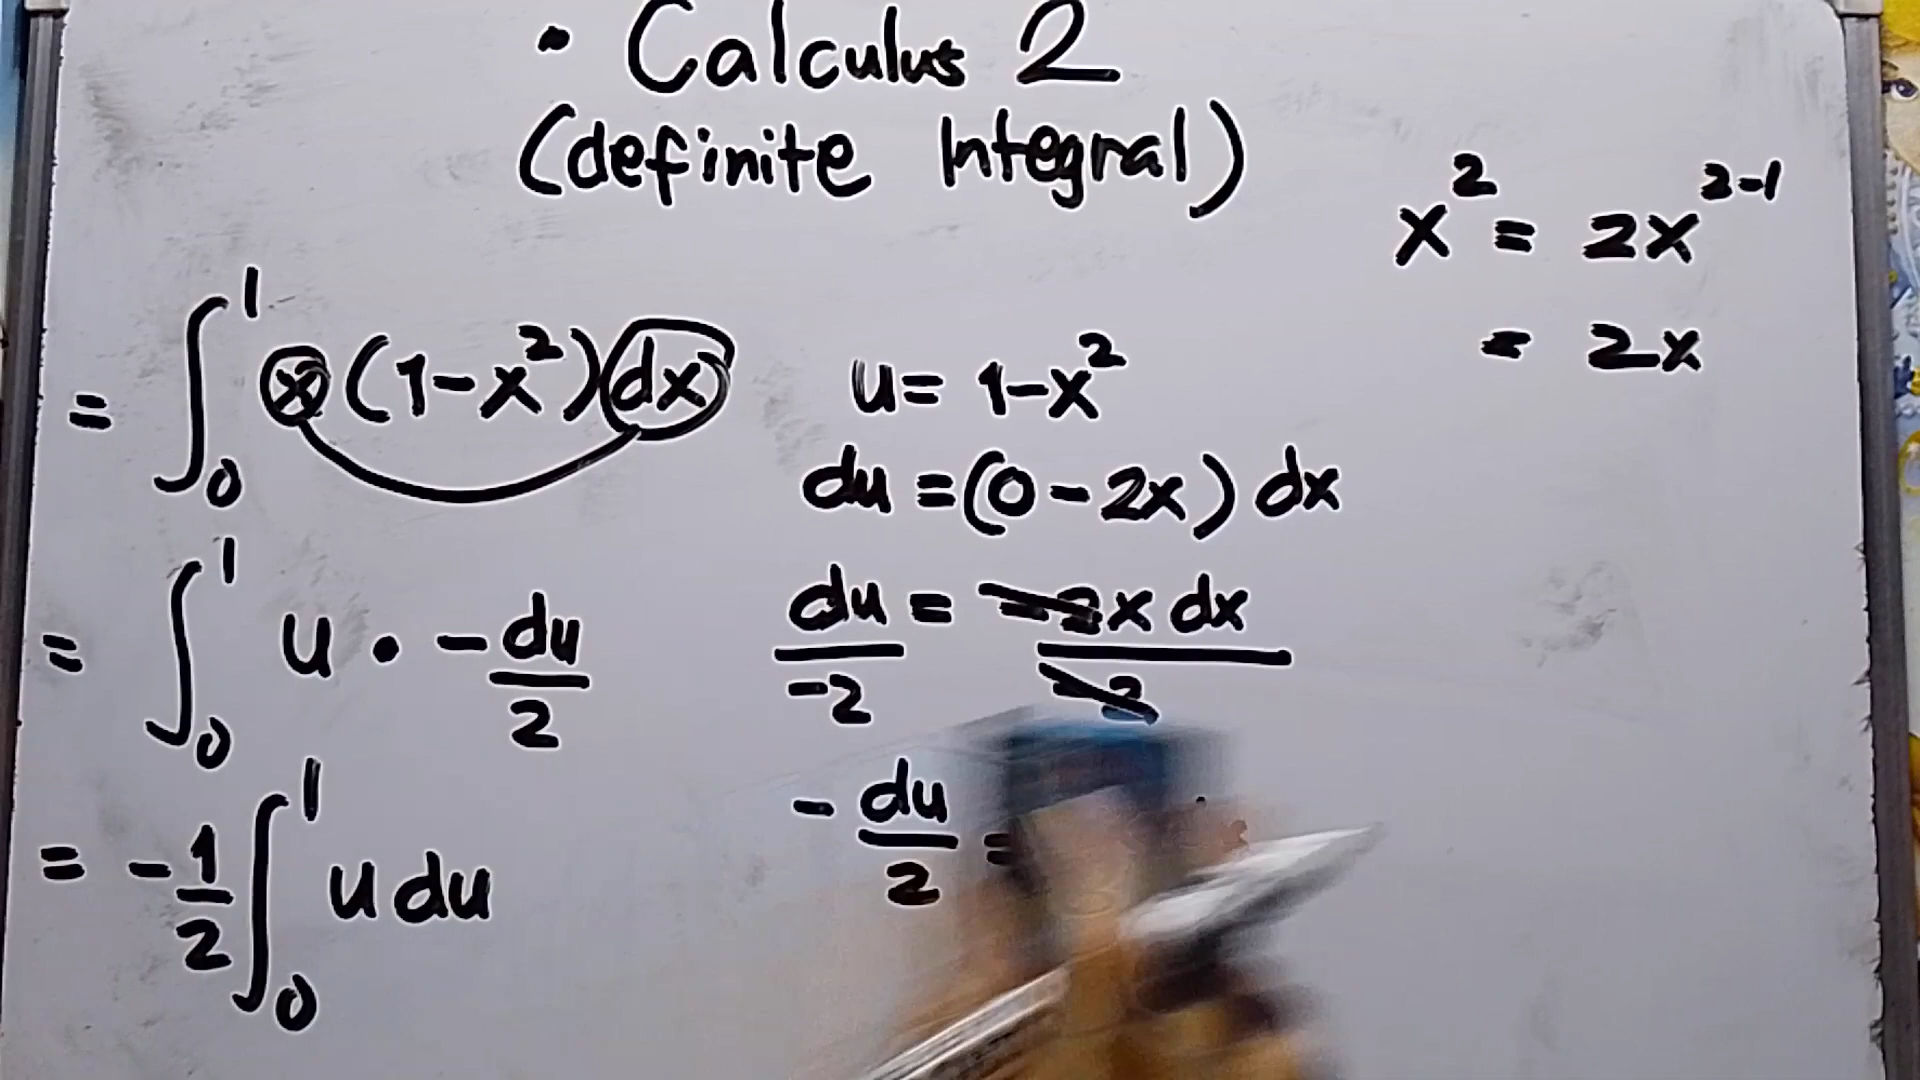 • Calculus 2
(definite Integral)
x² = 2x²⁻¹
= 2x
= ∫₀¹ x (1-x²) dx
u = 1-x²
du = (0-2x) dx
= ∫₀¹ u • -du/2
du/-2 = -2x dx/-2
-du/2 =
= -1/2 ∫₀¹ u du